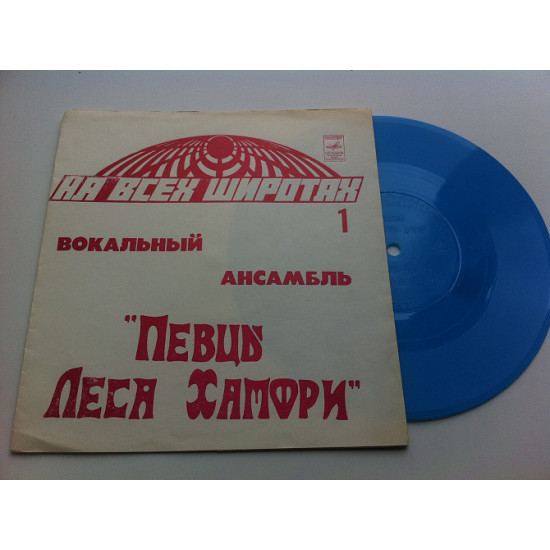 НА ВСЕХ ШИРОТАХ
1
ВОКАЛЬНЫЙ
АНСАМБЛЬ
"ПЕВЦЫ
ЛЕСА ХАМФРИ"